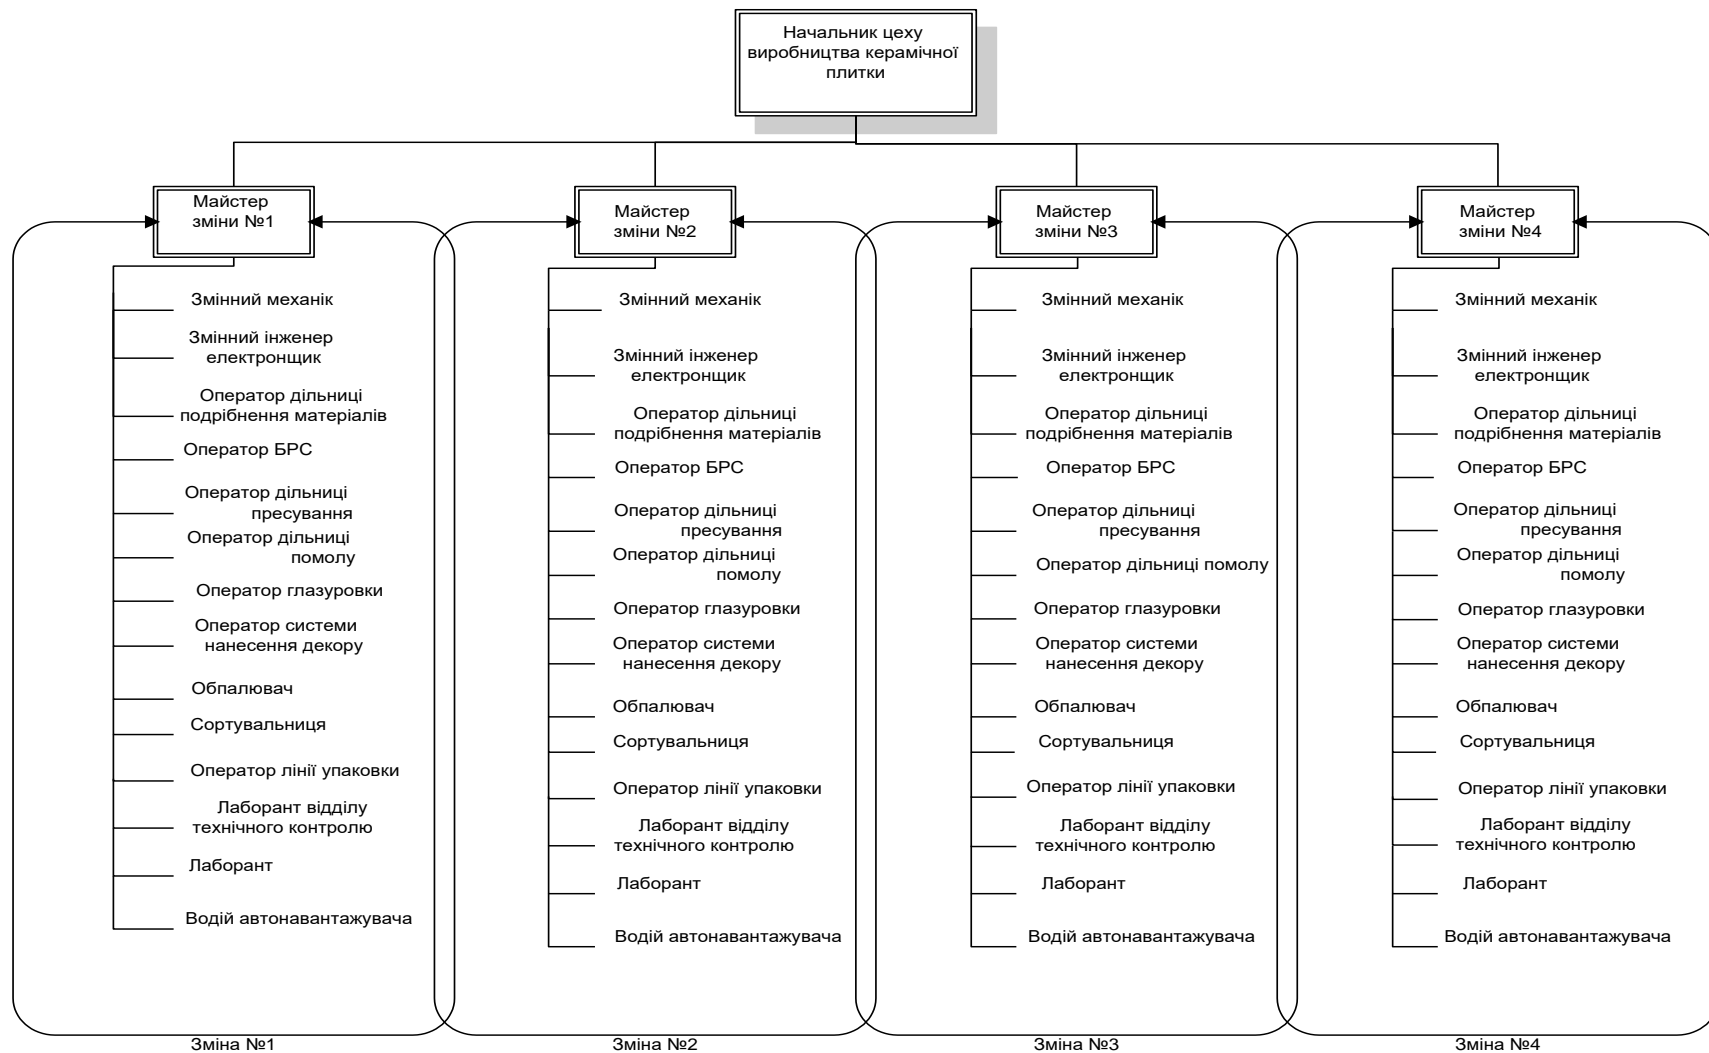 Начальник цеху
виробництва керамічної
плитки
Майстер
зміни №1
Змінний механік
Змінний інженер
електронщик
Оператор дільниці
подрібнення матеріалів
Оператор БРС
Оператор дільниці
пресування
Оператор дільниці
помолу
Оператор глазуровки
Оператор системи
нанесення декору
Обпалювач
Сортувальниця
Оператор лінії упаковки
Лаборант відділу
технічного контролю
Лаборант
Водій автонавантажувача
Зміна №1
Майстер
зміни №2
Змінний механік
Змінний інженер
електронщик
Оператор дільниці
подрібнення матеріалів
Оператор БРС
Оператор дільниці
пресування
Оператор дільниці
помолу
Оператор глазуровки
Оператор системи
нанесення декору
Обпалювач
Сортувальниця
Оператор лінії упаковки
Лаборант відділу
технічного контролю
Лаборант
Водій автонавантажувача
Зміна №2
Майстер
зміни №3
Змінний механік
Змінний інженер
електронщик
Оператор дільниці
подрібнення матеріалів
Оператор БРС
Оператор дільниці
пресування
Оператор дільниці помолу
Оператор глазуровки
Оператор системи
нанесення декору
Обпалювач
Сортувальниця
Оператор лінії упаковки
Лаборант відділу
технічного контролю
Лаборант
Водій автонавантажувача
Зміна №3
Майстер
зміни №4
Змінний механік
Змінний інженер
електронщик
Оператор дільниці
подрібнення матеріалів
Оператор БРС
Оператор дільниці
пресування
Оператор дільниці
помолу
Оператор глазуровки
Оператор системи
нанесення декору
Обпалювач
Сортувальниця
Оператор лінії упаковки
Лаборант відділу
технічного контролю
Лаборант
Водій автонавантажувача
Зміна №4